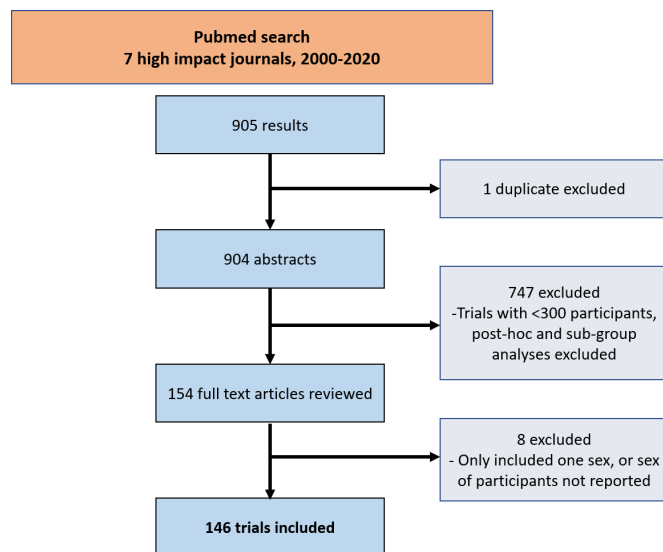 Pubmed search
7 high impact journals, 2000-2020
905 results
1 duplicate excluded
904 abstracts
747 excluded
-Trials with <300 participants,
post-hoc and sub-group
analyses excluded
154 full text articles reviewed
8 excluded
- Only included one sex, or sex
of participants not reported
146 trials included